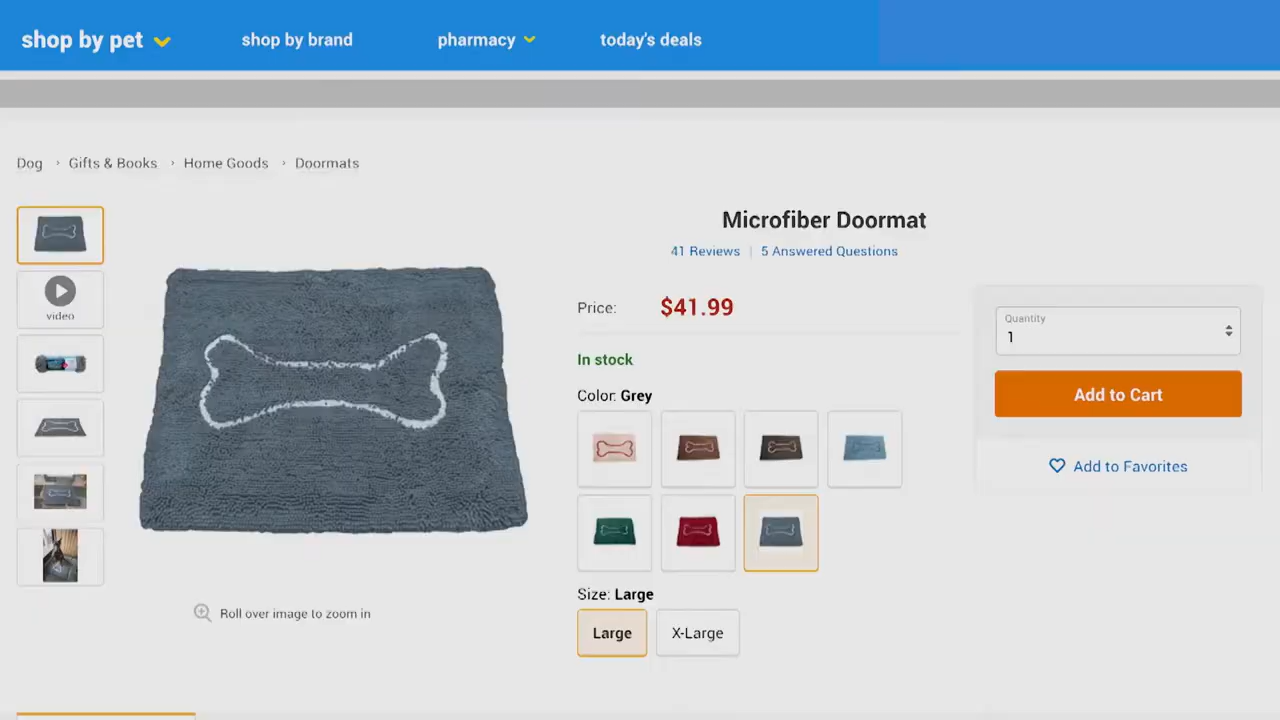 shop by pet
shop by brand
pharmacy
today's deals
Dog › Gifts & Books › Home Goods › Doormats
video
Roll over image to zoom in
Microfiber Doormat
41 Reviews | 5 Answered Questions
Price: $41.99
In stock
Color: Grey
Size: Large
Large
X-Large
Quantity
1
Add to Cart
Add to Favorites